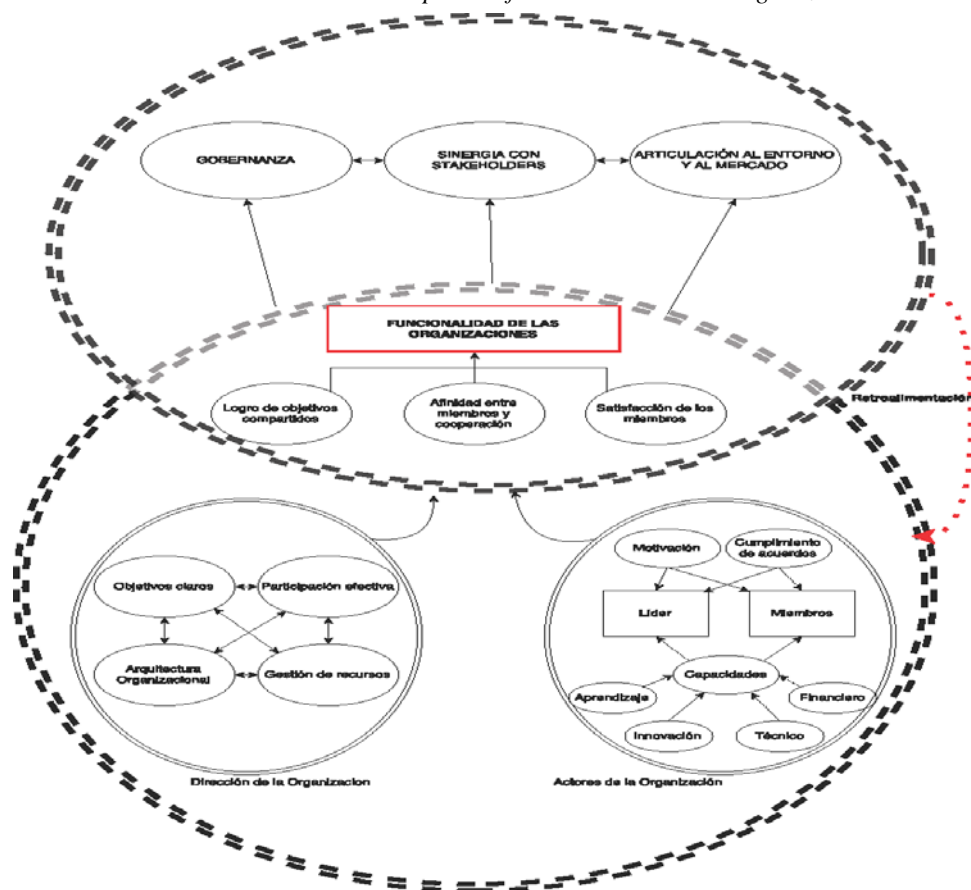 GOBERNANZA
SINERGIA CON
STAKEHOLDERS
ARTICULACIÓN AL ENTORNO
Y AL MERCADO
FUNCIONALIDAD DE LAS
ORGANIZACIONES
Logro de objetivos
compartidos
Afinidad entre
miembros y
cooperación
Satisfacción de los
miembros
Retroalimentación
Objetivos claros
Participación efectiva
Arquitectura
Organizacional
Gestión de recursos
Dirección de la Organizacion
Motivación
Cumplimiento
de acuerdos
Líder
Miembros
Capacidades
Aprendizaje
Financiero
Innovación
Técnico
Actores de la Organización